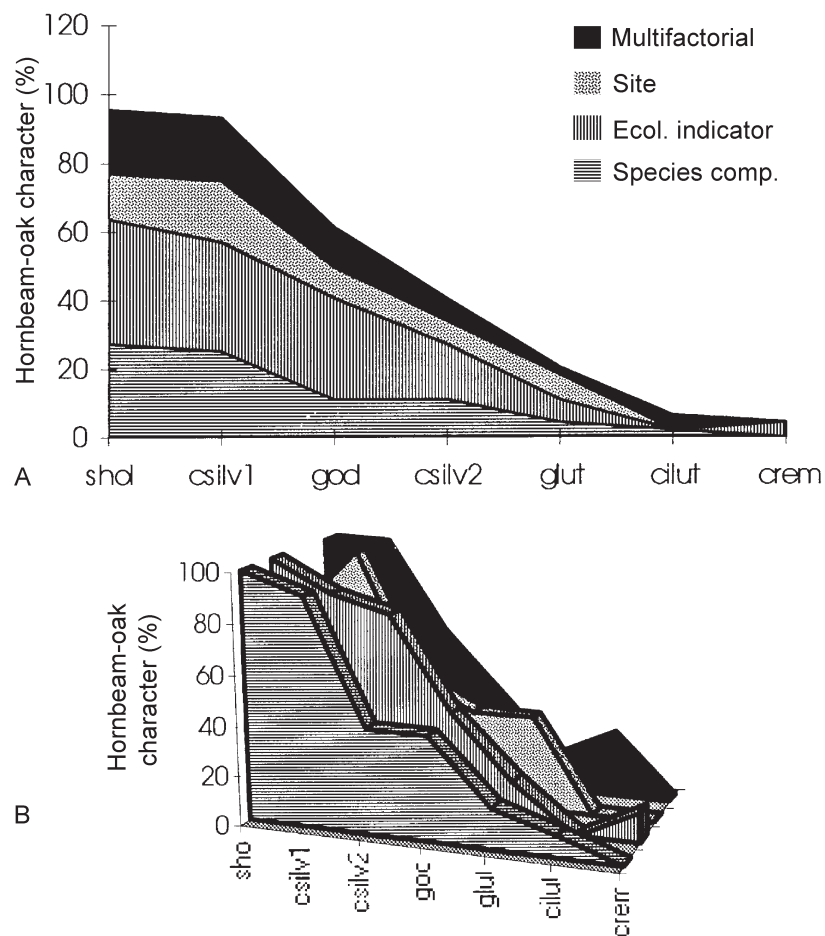 120
100
80
60
40
20
0
Hornbeam-oak character (%)
Multifactorial
Site
Ecol. indicator
Species comp.
A
shol csilv1 god csilv2 glut cilut crem
Hornbeam-oak
character (%)
100
80
60
40
20
0
B
sho
csilv1
csilv2
goc
glul
cilul
crem